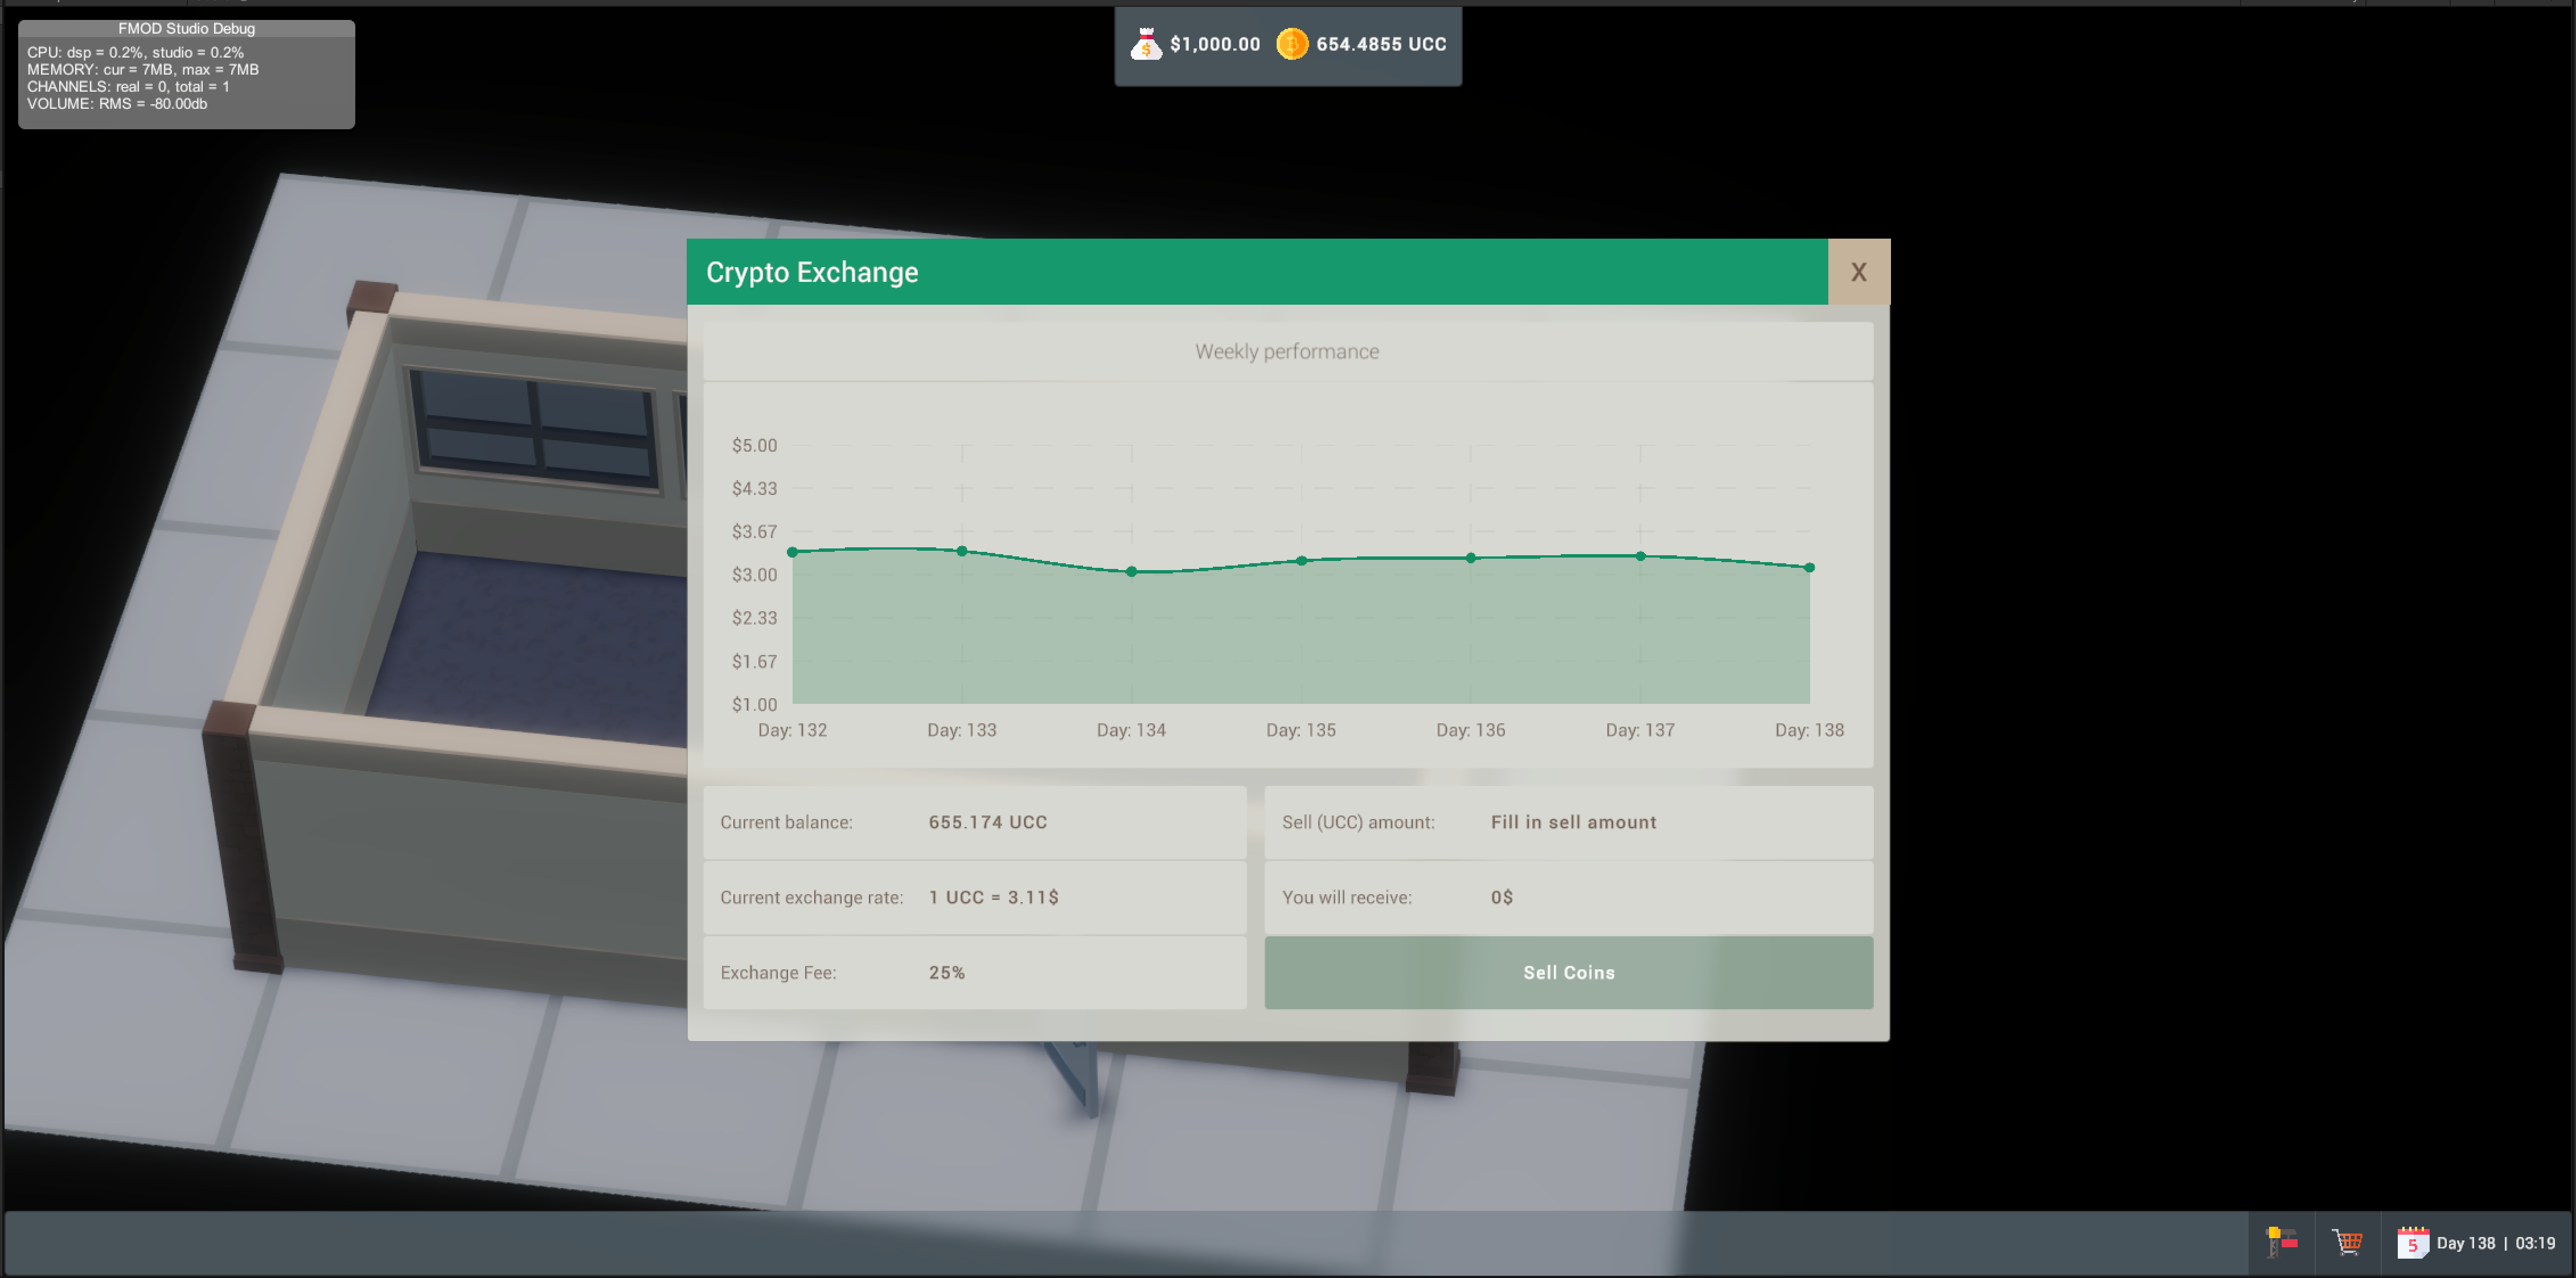 FMOD Studio Debug
CPU: dsp = 0.2%, studio = 0.2%
MEMORY: cur = 7MB, max = 7MB
CHANNELS: real = 0, total = 1
VOLUME: RMS = -80.00db
$1,000.00 654.4855 UCC
Crypto Exchange X
Weekly performance
$5.00
$4.33
$3.67
$3.00
$2.33
$1.67
$1.00
Day: 132 Day: 133 Day: 134 Day: 135 Day: 136 Day: 137 Day: 138
Current balance: 655.174 UCC
Sell (UCC) amount: Fill in sell amount
Current exchange rate: 1 UCC = 3.11$
You will receive: 0$
Exchange Fee: 25%
Sell Coins
5 Day 138 | 03:19